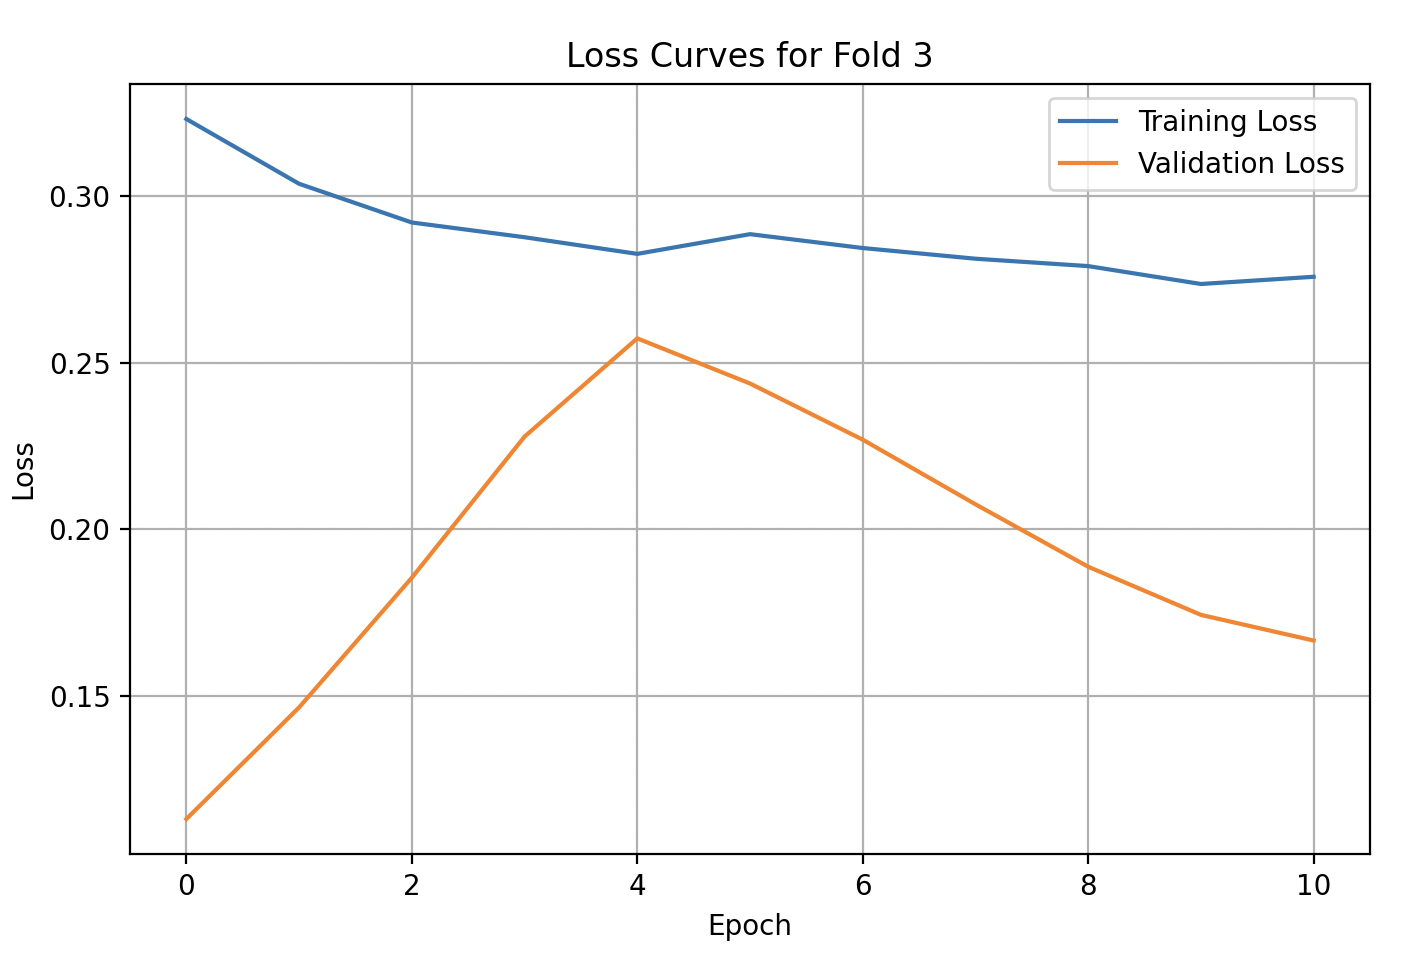 Loss Curves for Fold 3
Training Loss
Validation Loss
0.30
0.25
0.20
0.15
Loss
0 2 4 6 8 10
Epoch